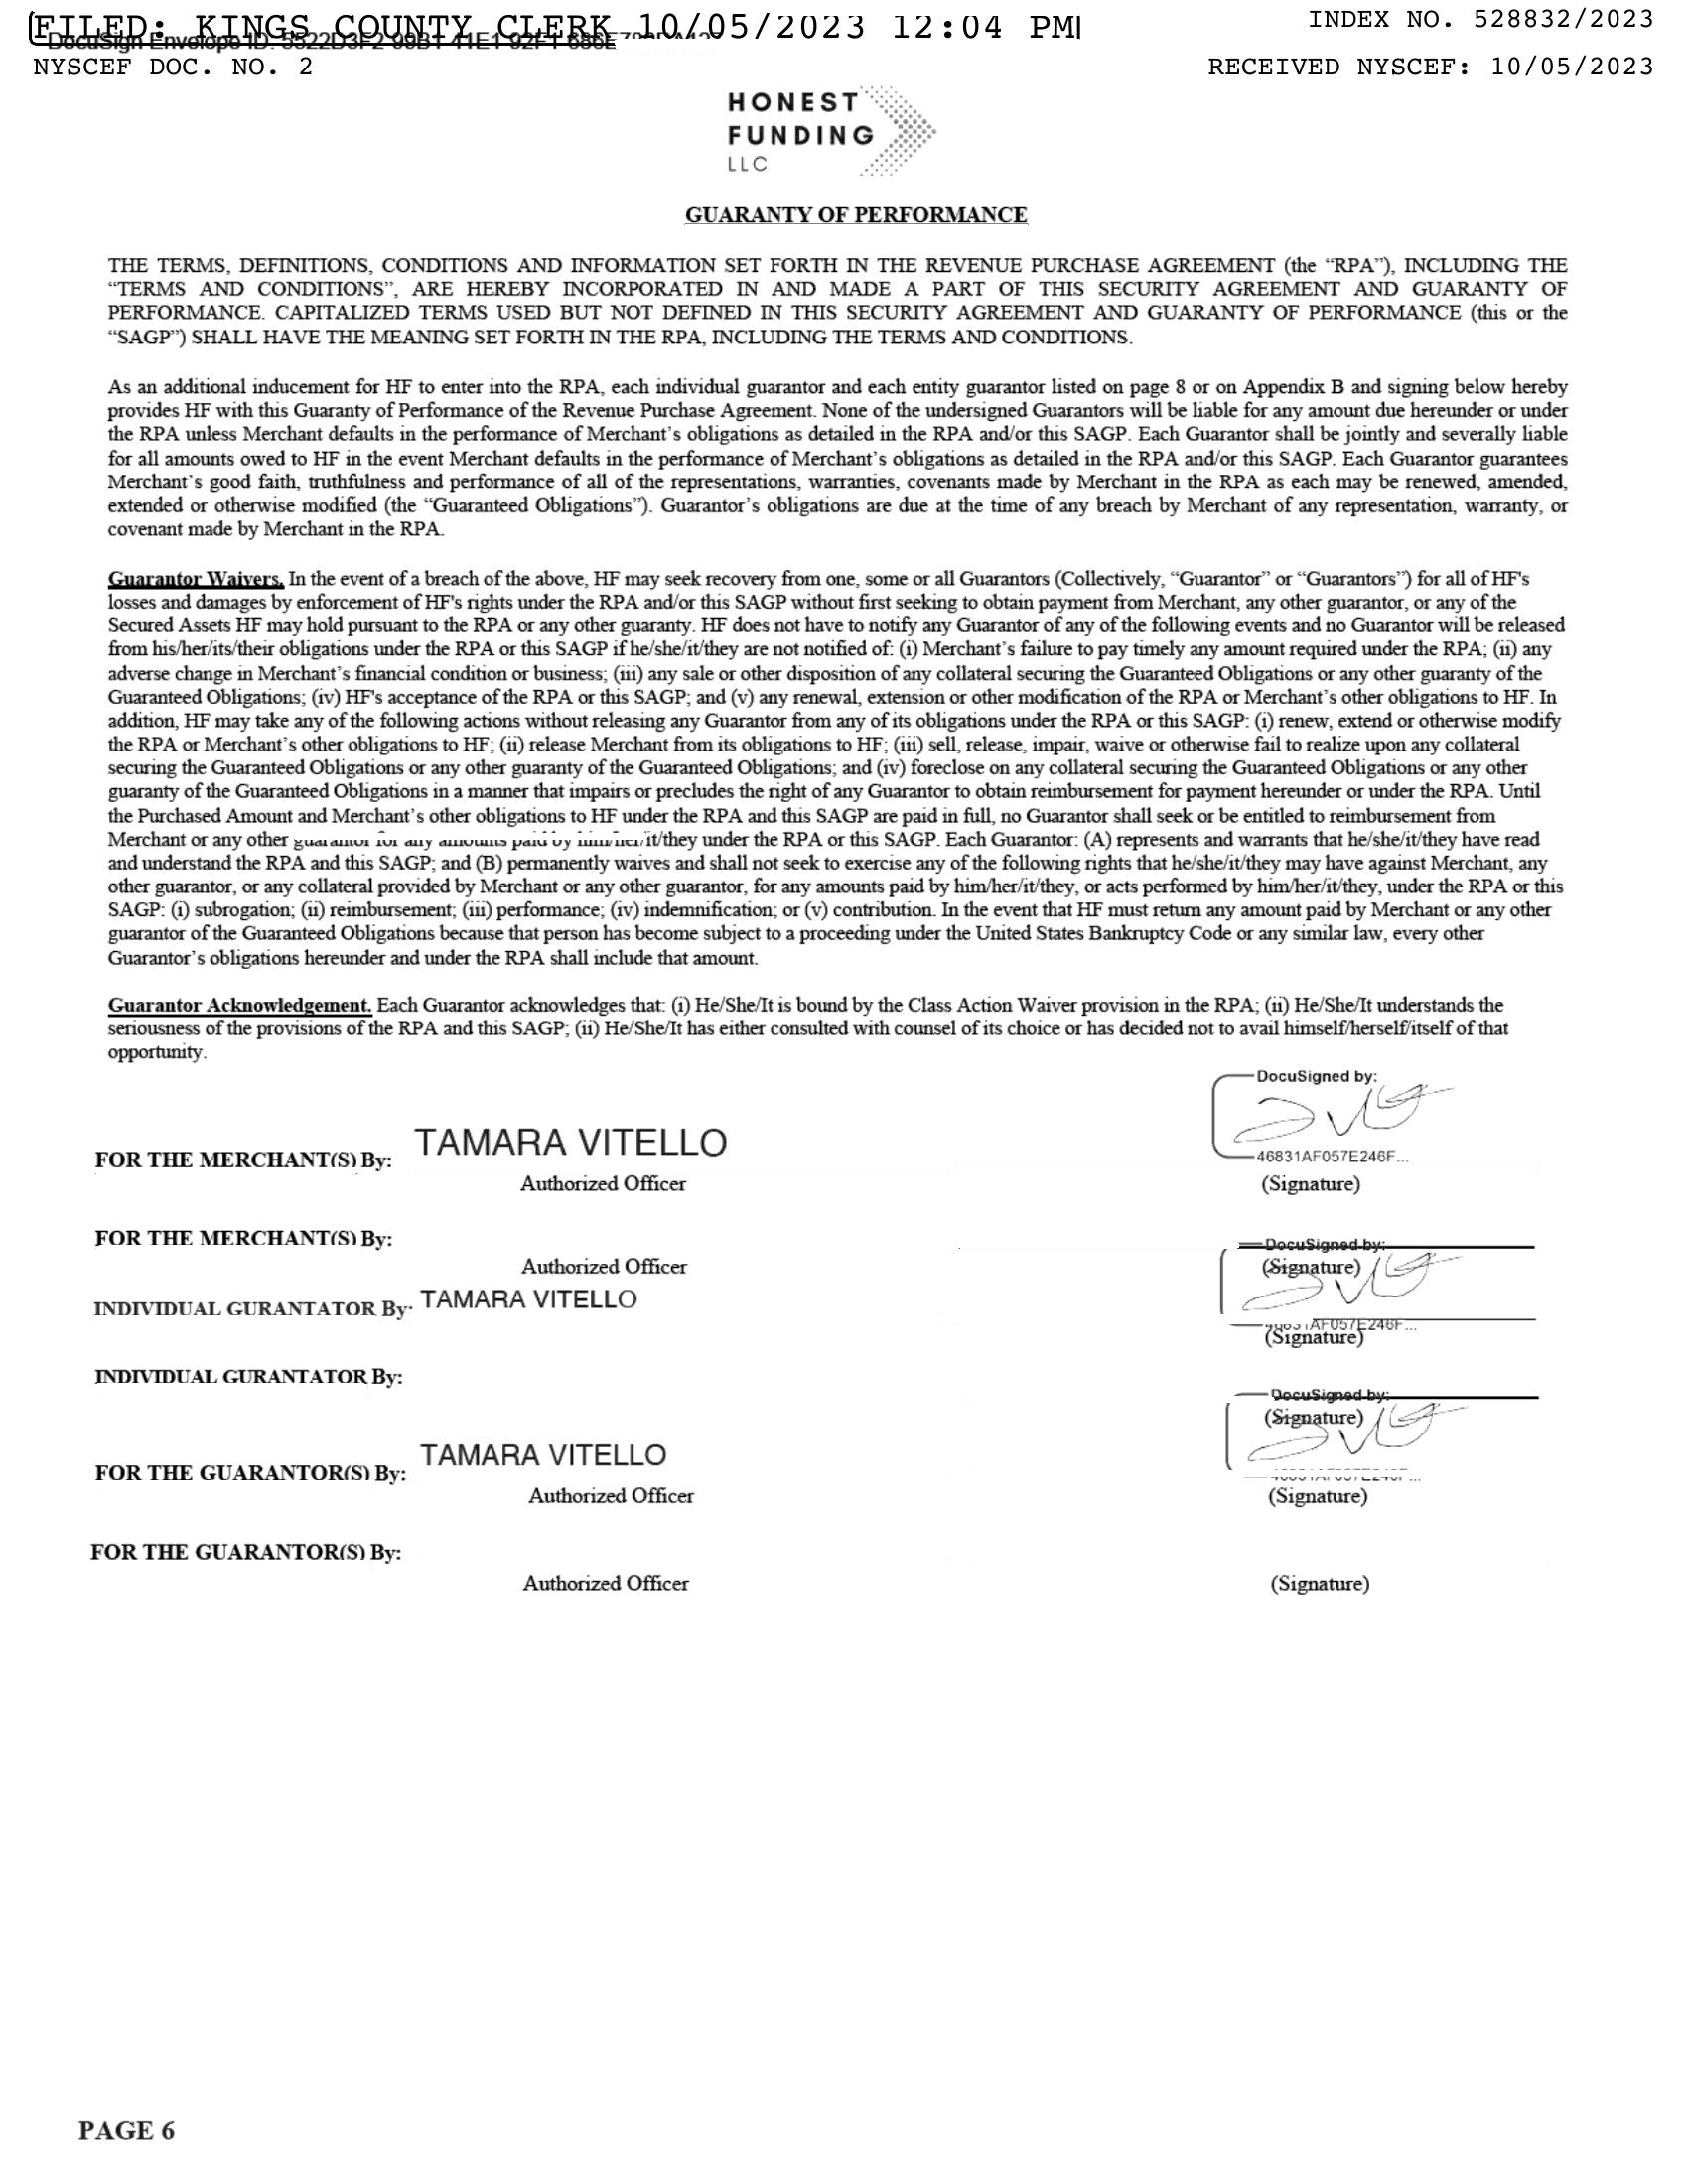 FILED: KINGS COUNTY CLERK 10/05/2023 12:04 PM
INDEX NO. 528832/2023
DocuSign Envelope ID: 5522D3F2-99B1-41E1-92F1-
NYSCEF DOC. NO. 2
RECEIVED NYSCEF: 10/05/2023
HONEST
FUNDING
LLC
GUARANTY OF PERFORMANCE
THE TERMS, DEFINITIONS, CONDITIONS AND INFORMATION SET FORTH IN THE REVENUE PURCHASE AGREEMENT (the “RPA”), INCLUDING THE
“TERMS AND CONDITIONS”, ARE HEREBY INCORPORATED IN AND MADE A PART OF THIS SECURITY AGREEMENT AND GUARANTY OF
PERFORMANCE. CAPITALIZED TERMS USED BUT NOT DEFINED IN THIS SECURITY AGREEMENT AND GUARANTY OF PERFORMANCE (this or the
“SAGP”) SHALL HAVE THE MEANING SET FORTH IN THE RPA, INCLUDING THE TERMS AND CONDITIONS.
As an additional inducement for HF to enter into the RPA, each individual guarantor and each entity guarantor listed on page 8 or on Appendix B and signing below hereby
provides HF with this Guaranty of Performance of the Revenue Purchase Agreement. None of the undersigned Guarantors will be liable for any amount due hereunder or under
the RPA unless Merchant defaults in the performance of Merchant’s obligations as detailed in the RPA and/or this SAGP. Each Guarantor shall be jointly and severally liable
for all amounts owed to HF in the event Merchant defaults in the performance of Merchant’s obligations as detailed in the RPA and/or this SAGP. Each Guarantor guarantees
Merchant’s good faith, truthfulness and performance of all of the representations, warranties, covenants made by Merchant in the RPA as each may be renewed, amended,
extended or otherwise modified (the “Guaranteed Obligations”). Guarantor’s obligations are due at the time of any breach by Merchant of any representation, warranty, or
covenant made by Merchant in the RPA.
Guarantor Waivers. In the event of a breach of the above, HF may seek recovery from one, some or all Guarantors (Collectively, “Guarantor” or “Guarantors”) for all of HF's
losses and damages by enforcement of HF's rights under the RPA and/or this SAGP without first seeking to obtain payment from Merchant, any other guarantor, or any of the
Secured Assets HF may hold pursuant to the RPA or any other guaranty. HF does not have to notify any Guarantor of any of the following events and no Guarantor will be released
from his/her/its/their obligations under the RPA or this SAGP if he/she/it/they are not notified of: (i) Merchant’s failure to pay timely any amount required under the RPA; (ii) any
adverse change in Merchant’s financial condition or business; (iii) any sale or other disposition of any collateral securing the Guaranteed Obligations or any other guaranty of the
Guaranteed Obligations; (iv) HF's acceptance of the RPA or this SAGP; and (v) any renewal, extension or other modification of the RPA or Merchant’s other obligations to HF. In
addition, HF may take any of the following actions without releasing any Guarantor from any of its obligations under the RPA or this SAGP: (i) renew, extend or otherwise modify
the RPA or Merchant’s other obligations to HF; (ii) release Merchant from its obligations to HF; (iii) sell, release, impair, waive or otherwise fail to realize upon any collateral
securing the Guaranteed Obligations or any other guaranty of the Guaranteed Obligations; and (iv) foreclose on any collateral securing the Guaranteed Obligations or any other
guaranty of the Guaranteed Obligations in a manner that impairs or precludes the right of any Guarantor to obtain reimbursement for payment hereunder or under the RPA. Until
the Purchased Amount and Merchant’s other obligations to HF under the RPA and this SAGP are paid in full, no Guarantor shall seek or be entitled to reimbursement from
Merchant or any other guarantor for any amounts paid by him/her/it/they under the RPA or this SAGP. Each Guarantor: (A) represents and warrants that he/she/it/they have read
and understand the RPA and this SAGP; and (B) permanently waives and shall not seek to exercise any of the following rights that he/she/it/they may have against Merchant, any
other guarantor, or any collateral provided by Merchant or any other guarantor, for any amounts paid by him/her/it/they, or acts performed by him/her/it/they, under the RPA or this
SAGP: (i) subrogation; (ii) reimbursement; (iii) performance; (iv) indemnification; or (v) contribution. In the event that HF must return any amount paid by Merchant or any other
guarantor of the Guaranteed Obligations because that person has become subject to a proceeding under the United States Bankruptcy Code or any similar law, every other
Guarantor’s obligations hereunder and under the RPA shall include that amount.
Guarantor Acknowledgement. Each Guarantor acknowledges that: (i) He/She/It is bound by the Class Action Waiver provision in the RPA; (ii) He/She/It understands the
seriousness of the provisions of the RPA and this SAGP; (ii) He/She/It has either consulted with counsel of its choice or has decided not to avail himself/herself/itself of that
opportunity.
DocuSigned by:
FOR THE MERCHANT(S) By: TAMARA VITELLO
46831AF057E246F...
Authorized Officer (Signature)
FOR THE MERCHANT(S) By:
DocuSigned by:
Authorized Officer (Signature)
INDIVIDUAL GURANTATOR By: TAMARA VITELLO
46831AF057E246F...
(Signature)
INDIVIDUAL GURANTATOR By:
DocuSigned by:
(Signature)
FOR THE GUARANTOR(S) By: TAMARA VITELLO
Authorized Officer (Signature)
FOR THE GUARANTOR(S) By:
Authorized Officer (Signature)
PAGE 6